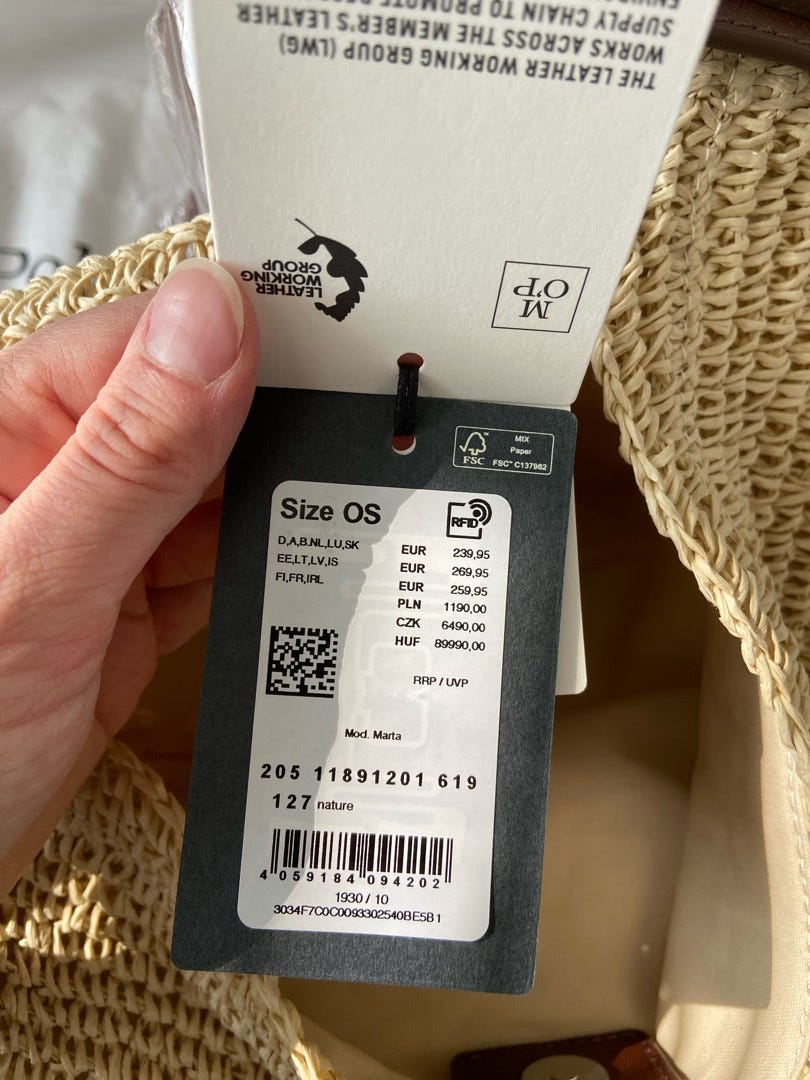 SUPPLY CHAIN TO PROMOTE
WORKS ACROSS THE MEMBER'S LEATHER
THE LEATHER WORKING GROUP (LWG)
LEATHER
WORKING
GROUP
M
O'P
FSC
MIX
Paper
FSC™ C137982
Size OS
RFID
D,A,B.NL,LU,SK EUR 239,95
EE,LT,LV,IS EUR 269,95
FI,FR,IRL EUR 259,95
PLN 1190,00
CZK 6490,00
HUF 89990,00
RRP / UVP
Mod. Marta
205 11891201 619
127 nature
4 059184 094202
1930 / 10
3034F7C0C0093302540BE5B1